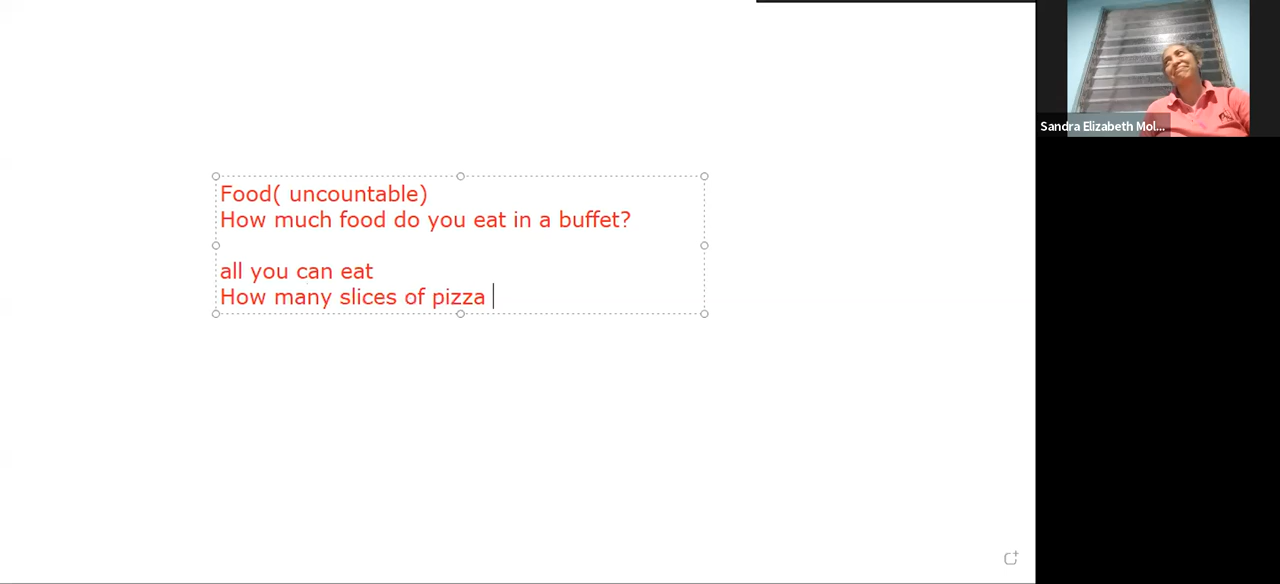 Food( uncountable)
How much food do you eat in a buffet?
all you can eat
How many slices of pizza
Sandra Elizabeth Mol...